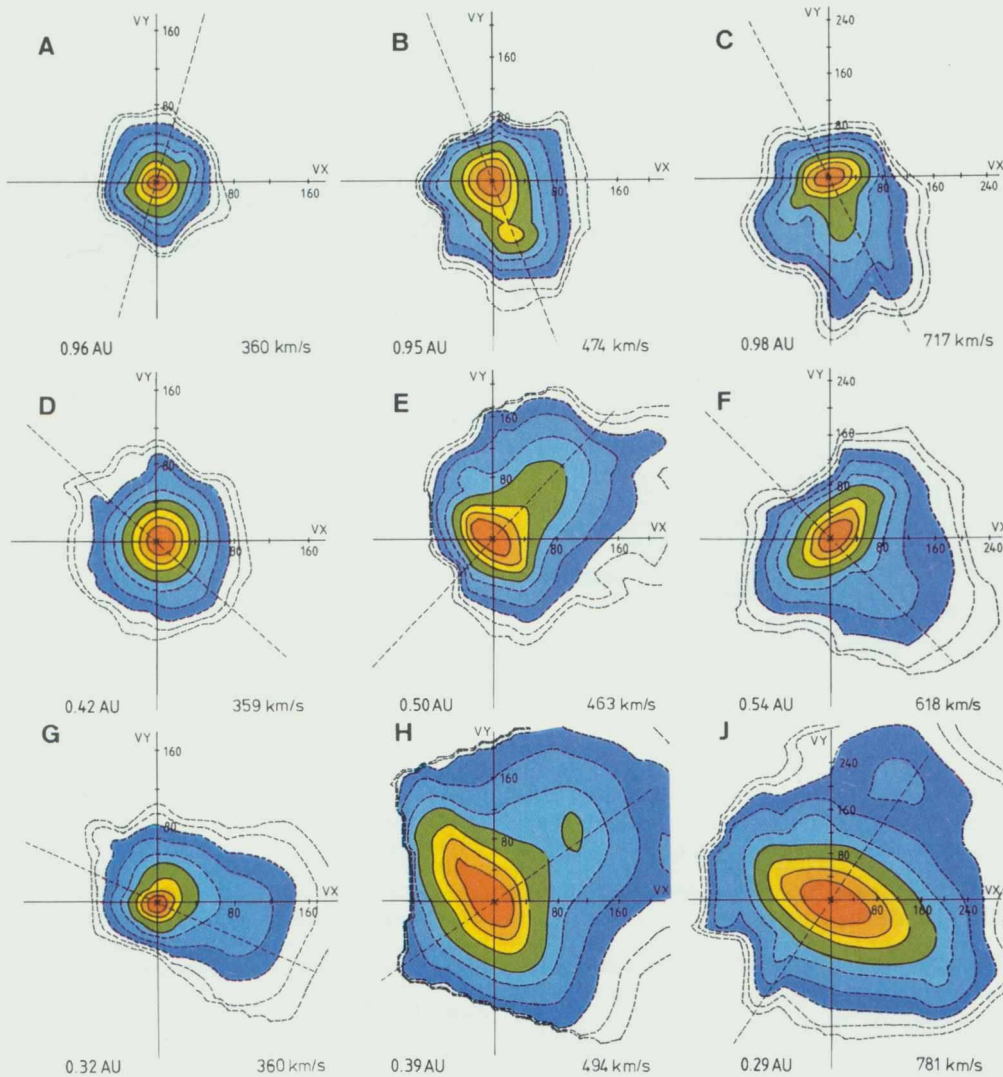 A
VY
160
80
VX
80
160
0.96 AU
360 km/s
B
VY
160
80
VX
80
160
0.95 AU
474 km/s
C
VY
240
160
80
VX
80
160
240
0.98 AU
717 km/s
D
VY
160
80
VX
80
160
0.42 AU
359 km/s
E
VY
160
80
VX
80
160
0.50 AU
463 km/s
F
VY
240
160
80
VX
80
160
240
0.54 AU
618 km/s
G
VY
160
80
VX
80
160
0.32 AU
360 km/s
H
VY
160
80
VX
80
160
0.39 AU
494 km/s
J
VY
240
160
80
VX
80
160
240
0.29 AU
781 km/s